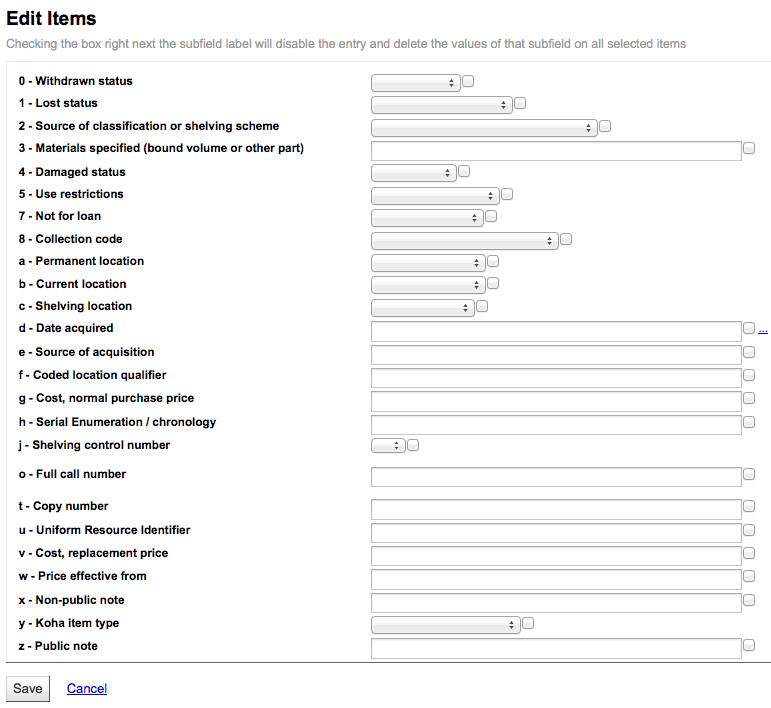 Edit Items
Checking the box right next the subfield label will disable the entry and delete the values of that subfield on all selected items
0 - Withdrawn status
1 - Lost status
2 - Source of classification or shelving scheme
3 - Materials specified (bound volume or other part)
4 - Damaged status
5 - Use restrictions
7 - Not for loan
8 - Collection code
a - Permanent location
b - Current location
c - Shelving location
d - Date acquired ...
e - Source of acquisition
f - Coded location qualifier
g - Cost, normal purchase price
h - Serial Enumeration / chronology
j - Shelving control number
o - Full call number
t - Copy number
u - Uniform Resource Identifier
v - Cost, replacement price
w - Price effective from
x - Non-public note
y - Koha item type
z - Public note
Save Cancel